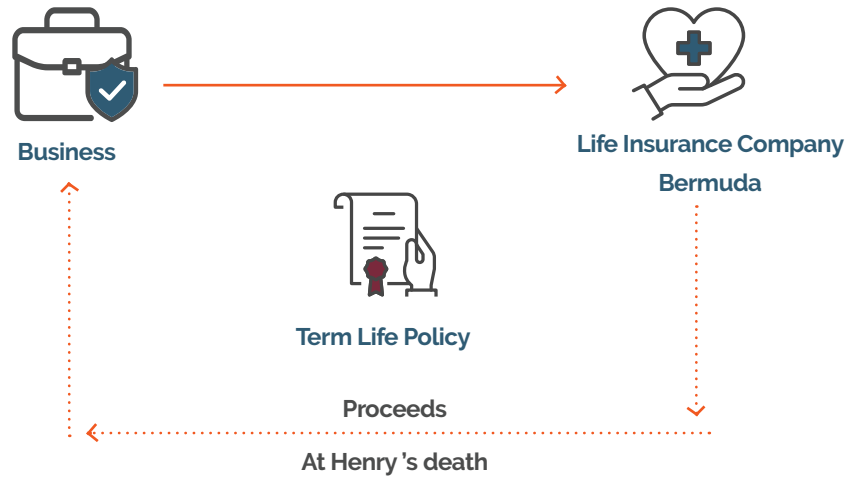 Business
Life Insurance Company
Bermuda
Term Life Policy
Proceeds
At Henry ’s death